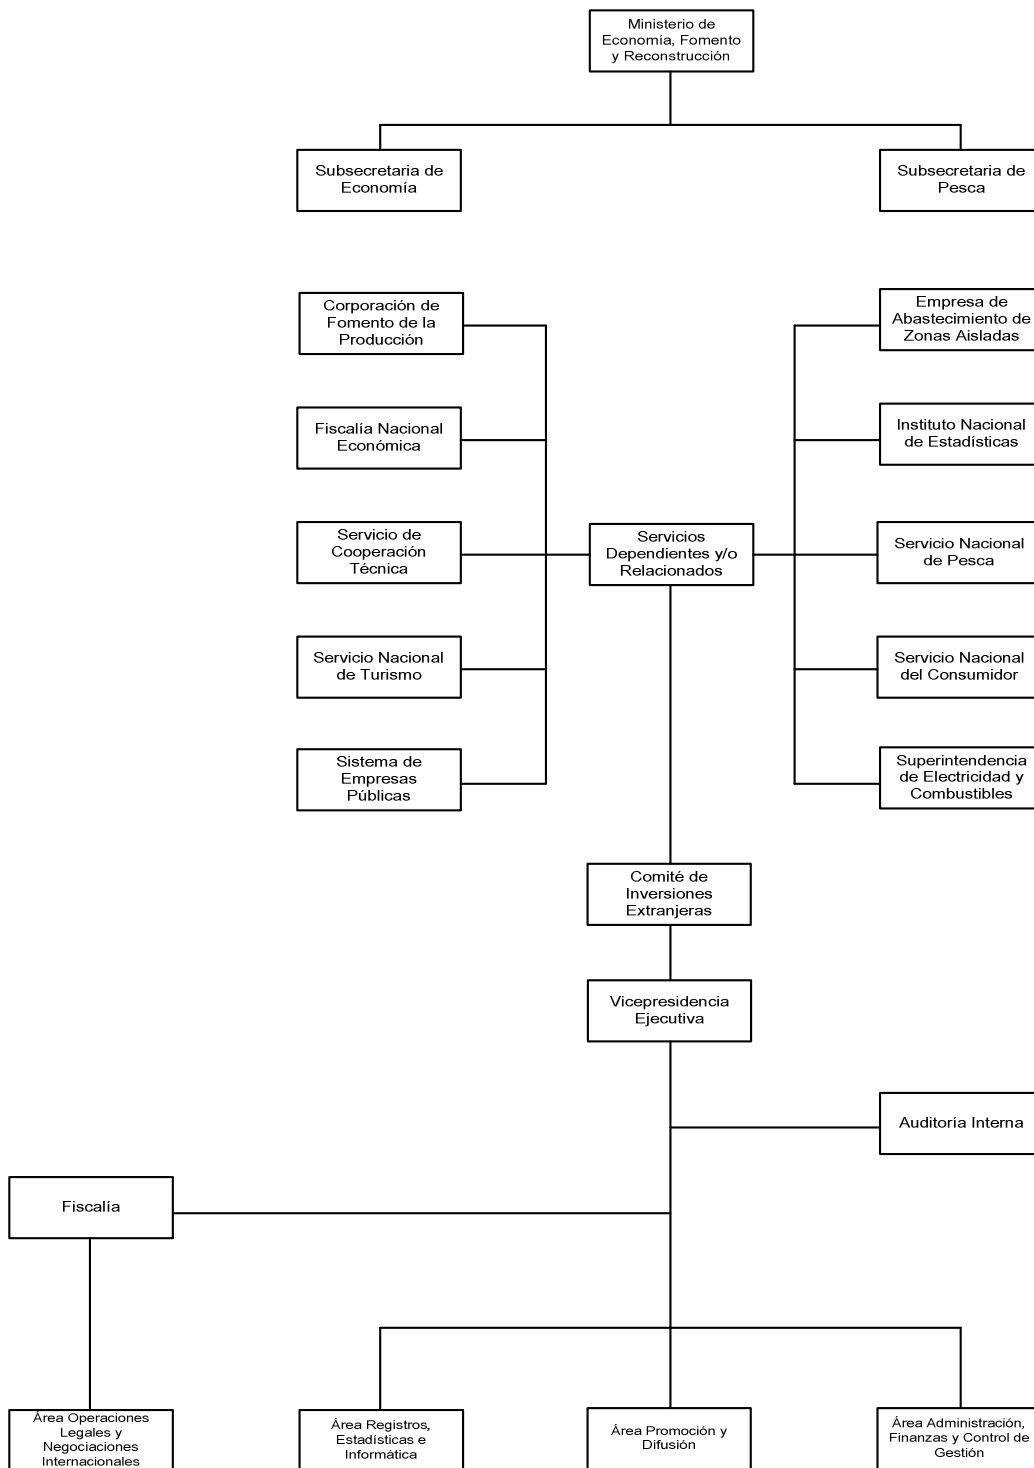 Ministerio de
Economía, Fomento
y Reconstrucción
Subsecretaria de
Economía
Subsecretaria de
Pesca
Corporación de
Fomento de la
Producción
Empresa de
Abastecimiento de
Zonas Aisladas
Fiscalía Nacional
Económica
Instituto Nacional
de Estadísticas
Servicio de
Cooperación
Técnica
Servicios
Dependientes y/o
Relacionados
Servicio Nacional
de Pesca
Servicio Nacional
de Turismo
Servicio Nacional
del Consumidor
Sistema de
Empresas
Públicas
Superintendencia
de Electricidad y
Combustibles
Comité de
Inversiones
Extranjeras
Vicepresidencia
Ejecutiva
Auditoría Interna
Fiscalía
Área Operaciones
Legales y
Negociaciones
Internacionales
Área Registros,
Estadísticas e
Informática
Área Promoción y
Difusión
Área Administración,
Finanzas y Control de
Gestión